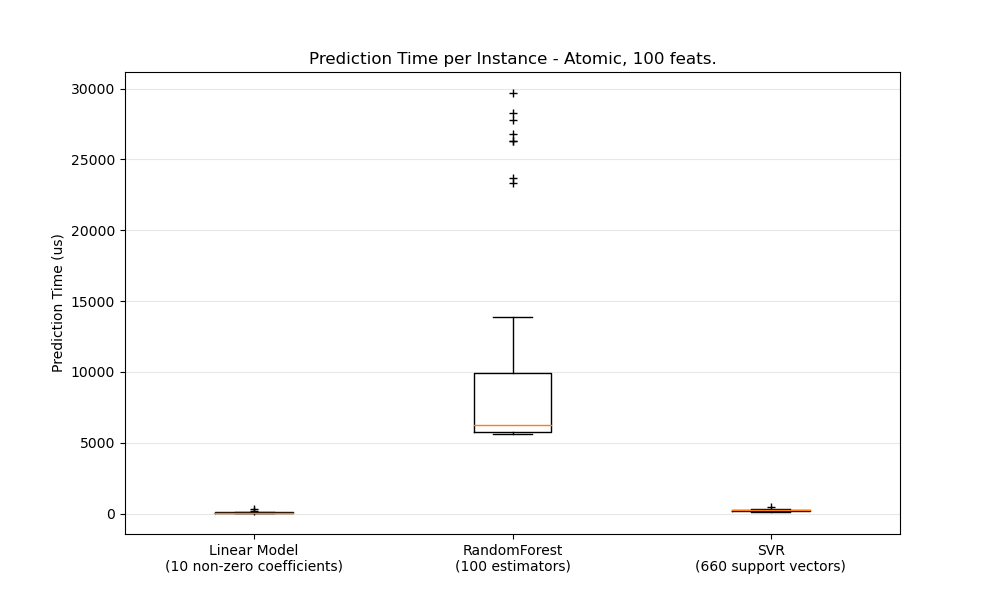 Prediction Time per Instance - Atomic, 100 feats.
Prediction Time (us)
30000
25000
20000
15000
10000
5000
0
Linear Model
(10 non-zero coefficients)
RandomForest
(100 estimators)
SVR
(660 support vectors)